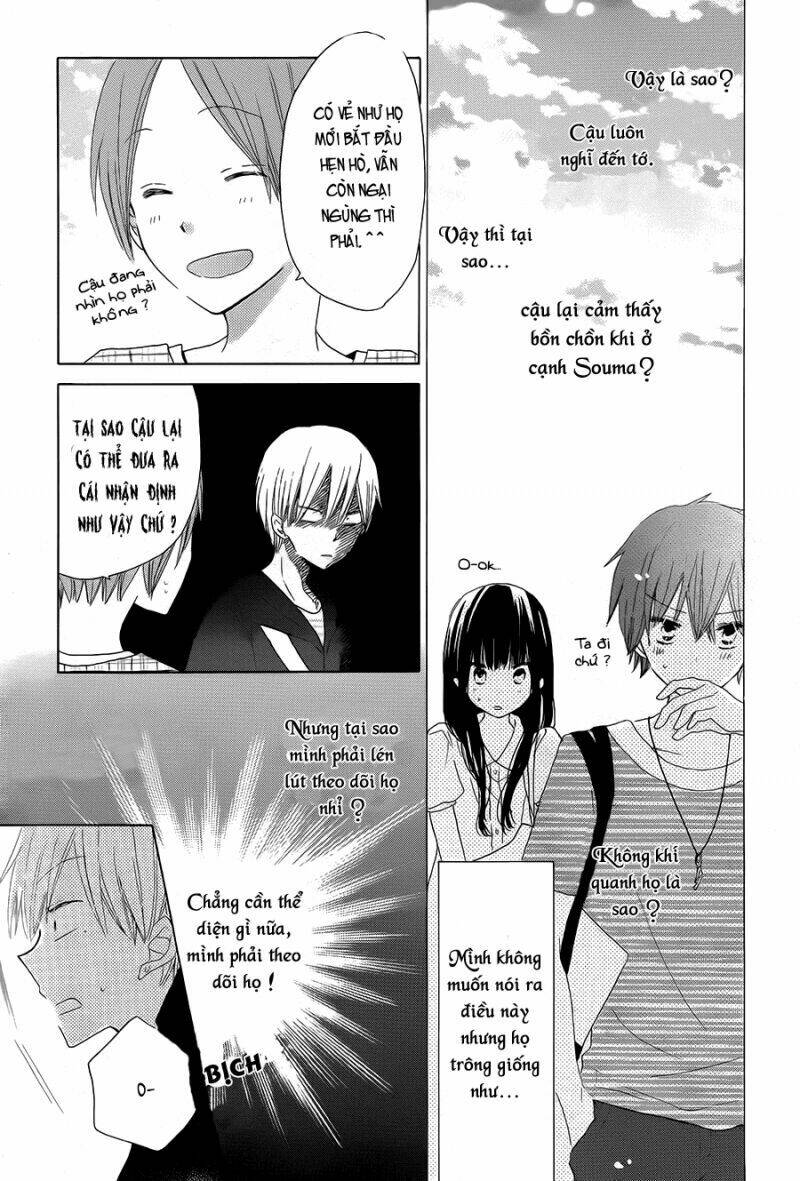 Vậy là sao?
Cậu luôn
nghĩ đến tớ.
Vậy thì tại
sao...
cậu lại cảm thấy
bồn chồn khi ở
cạnh Souma?
O-ok...
Ta đi
chứ?
Không khí
quanh họ là
sao?
Mình không
muốn nói ra
điều này
nhưng họ
trông giống
như...
CÓ VẺ NHƯ HỌ
MỚI BẮT ĐẦU
HẸN HÒ, VẪN
CÒN NGẠI
NGÙNG THÌ
PHẢI.^^
Cậu đang
nhìn họ phải
không?
TẠI SAO CẬU LẠI
CÓ THỂ ĐƯA RA
CÁI NHẬN ĐỊNH
NHƯ VẬY CHỨ?
Nhưng tại sao
mình phải lén
lút theo dõi họ
nhỉ?
Chẳng cần thể
diện gì nữa,
mình phải theo
dõi họ!
BỊCH
O-